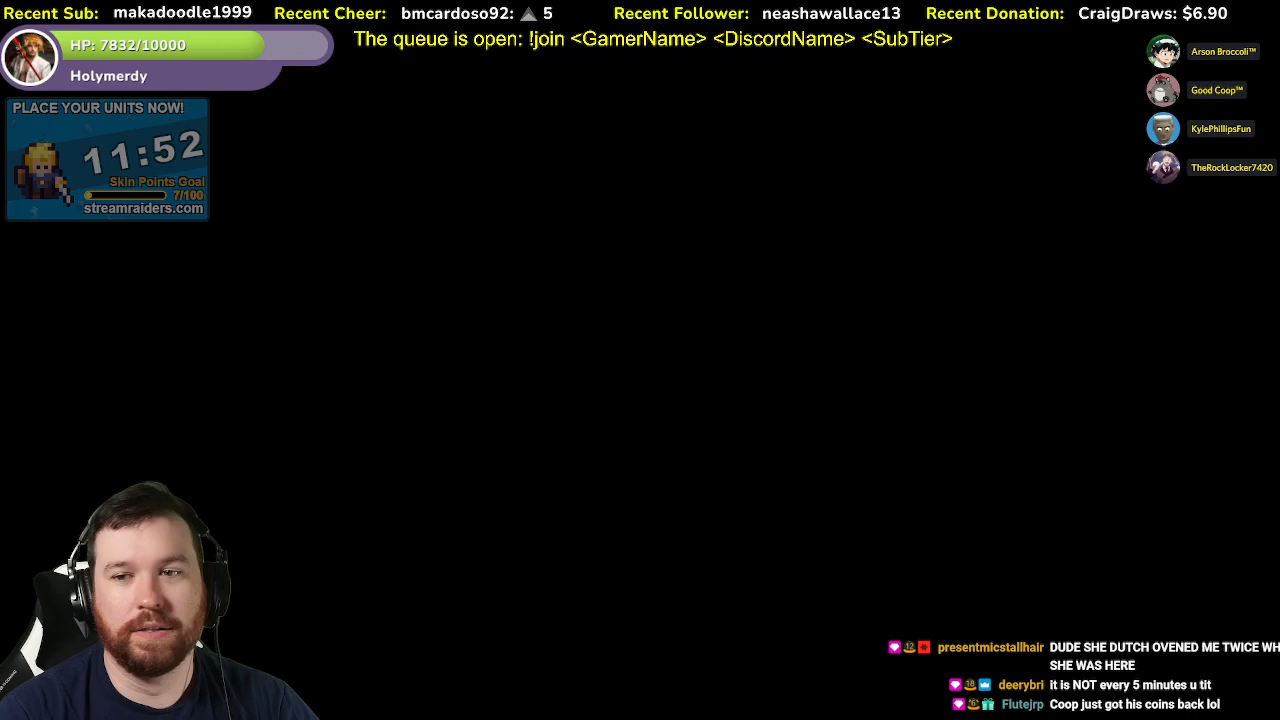 Recent Sub: makadoodle1999 Recent Cheer: bmcardoso92: 5 Recent Follower: neashawallace13 Recent Donation: CraigDraws: $6.90
HP: 7832/10000
Holymerdy
The queue is open: !join <GamerName> <DiscordName> <SubTier>
PLACE YOUR UNITS NOW!
11:52
Skin Points Goal
7/100
streamraiders.com
Arson Broccoli™
Good Coop™
KylePhillipsFun
TheRockLocker7420
presentmicstallhair DUDE SHE DUTCH OVENED ME TWICE WH
SHE WAS HERE
deerybri it is NOT every 5 minutes u tit
Flutejrp Coop just got his coins back lol